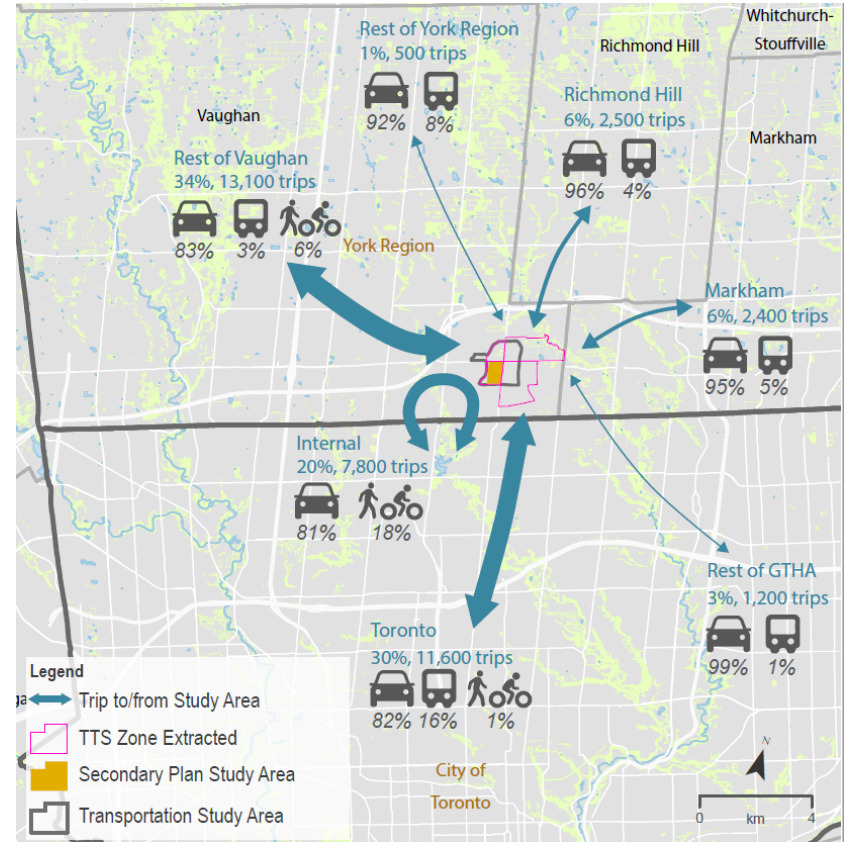 Whitchurch-
Stouffville
Rest of York Region
1%, 500 trips
92% 8%
Richmond Hill
Richmond Hill
6%, 2,500 trips
96% 4%
Vaughan
Markham
Rest of Vaughan
34%, 13,100 trips
83% 3% 6%
York Region
Markham
6%, 2,400 trips
95% 5%
Internal
20%, 7,800 trips
81% 18%
Rest of GTHA
3%, 1,200 trips
99% 1%
Toronto
30%, 11,600 trips
82% 16% 1%
City of
Toronto
Legend
Trip to/from Study Area
TTS Zone Extracted
Secondary Plan Study Area
Transportation Study Area
N
0 km 4